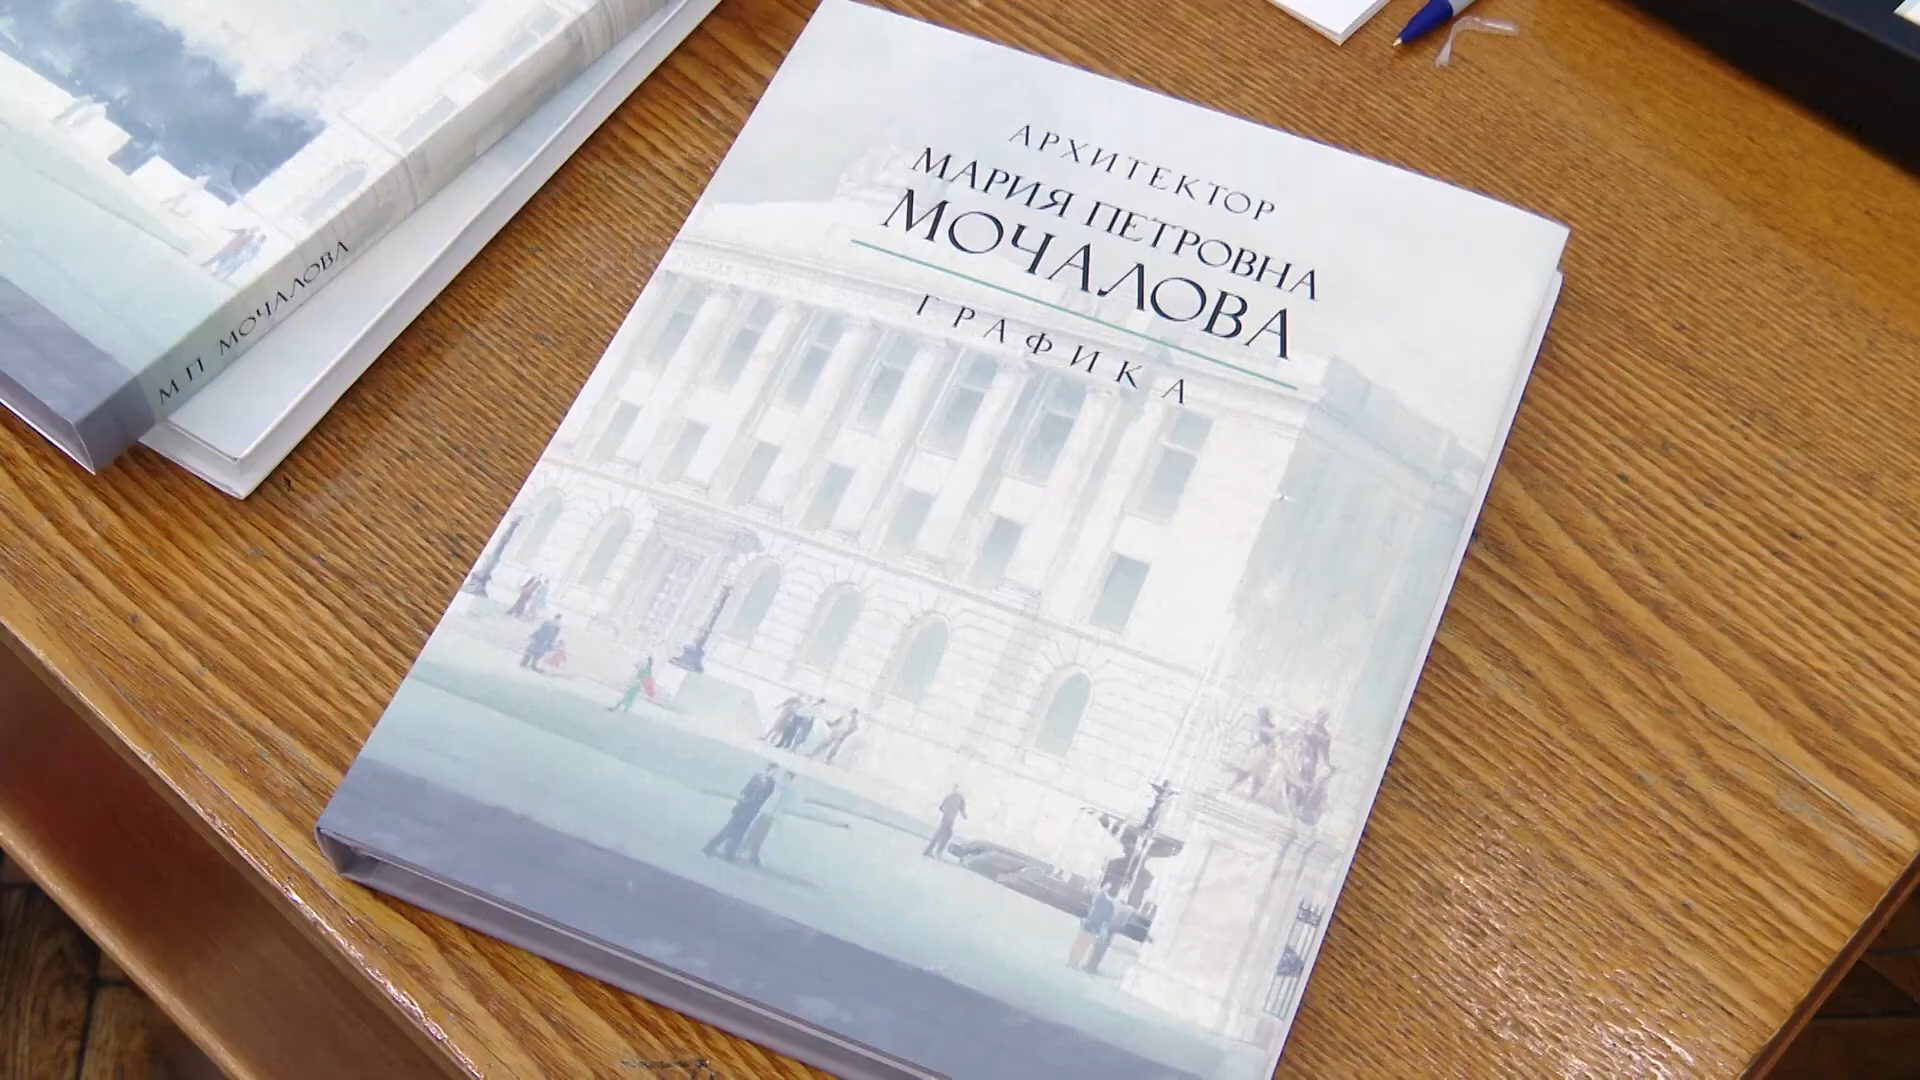 АРХИТЕКТОР
МАРИЯ ПЕТРОВНА
МОЧАЛОВА
ГРАФИКА
М П МОЧАЛОВА